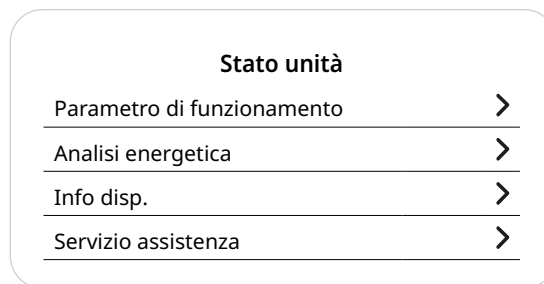 Stato unità
Parametro di funzionamento
Analisi energetica
Info disp.
Servizio assistenza